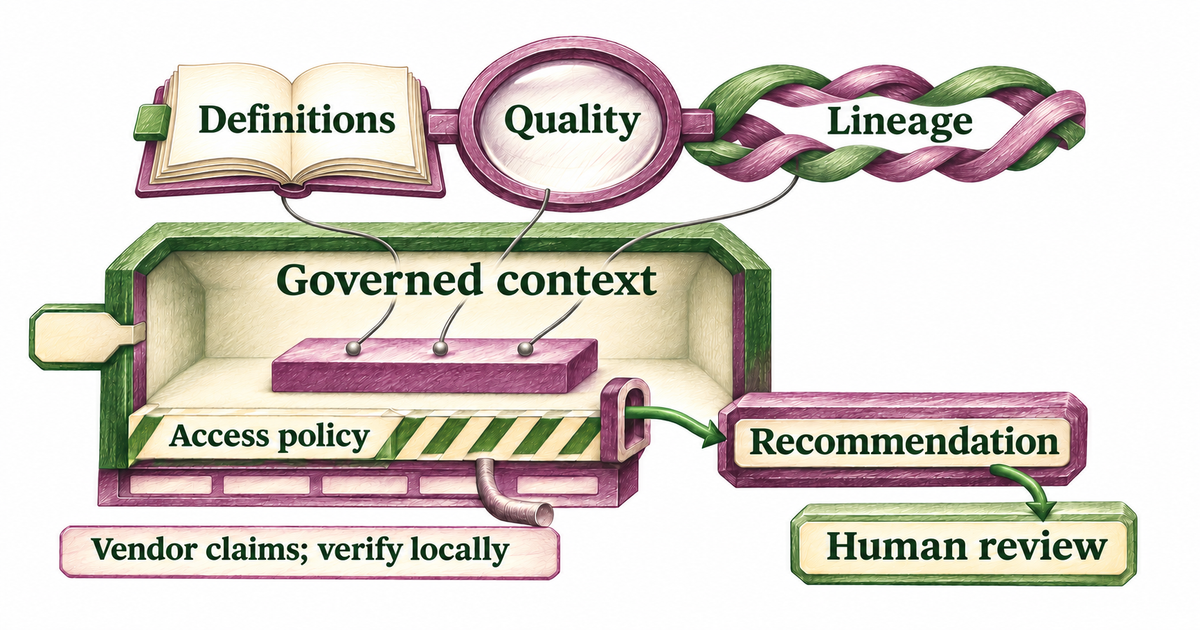 Definitions
Quality
Lineage
Governed context
Access policy
Recommendation
Vendor claims; verify locally
Human review